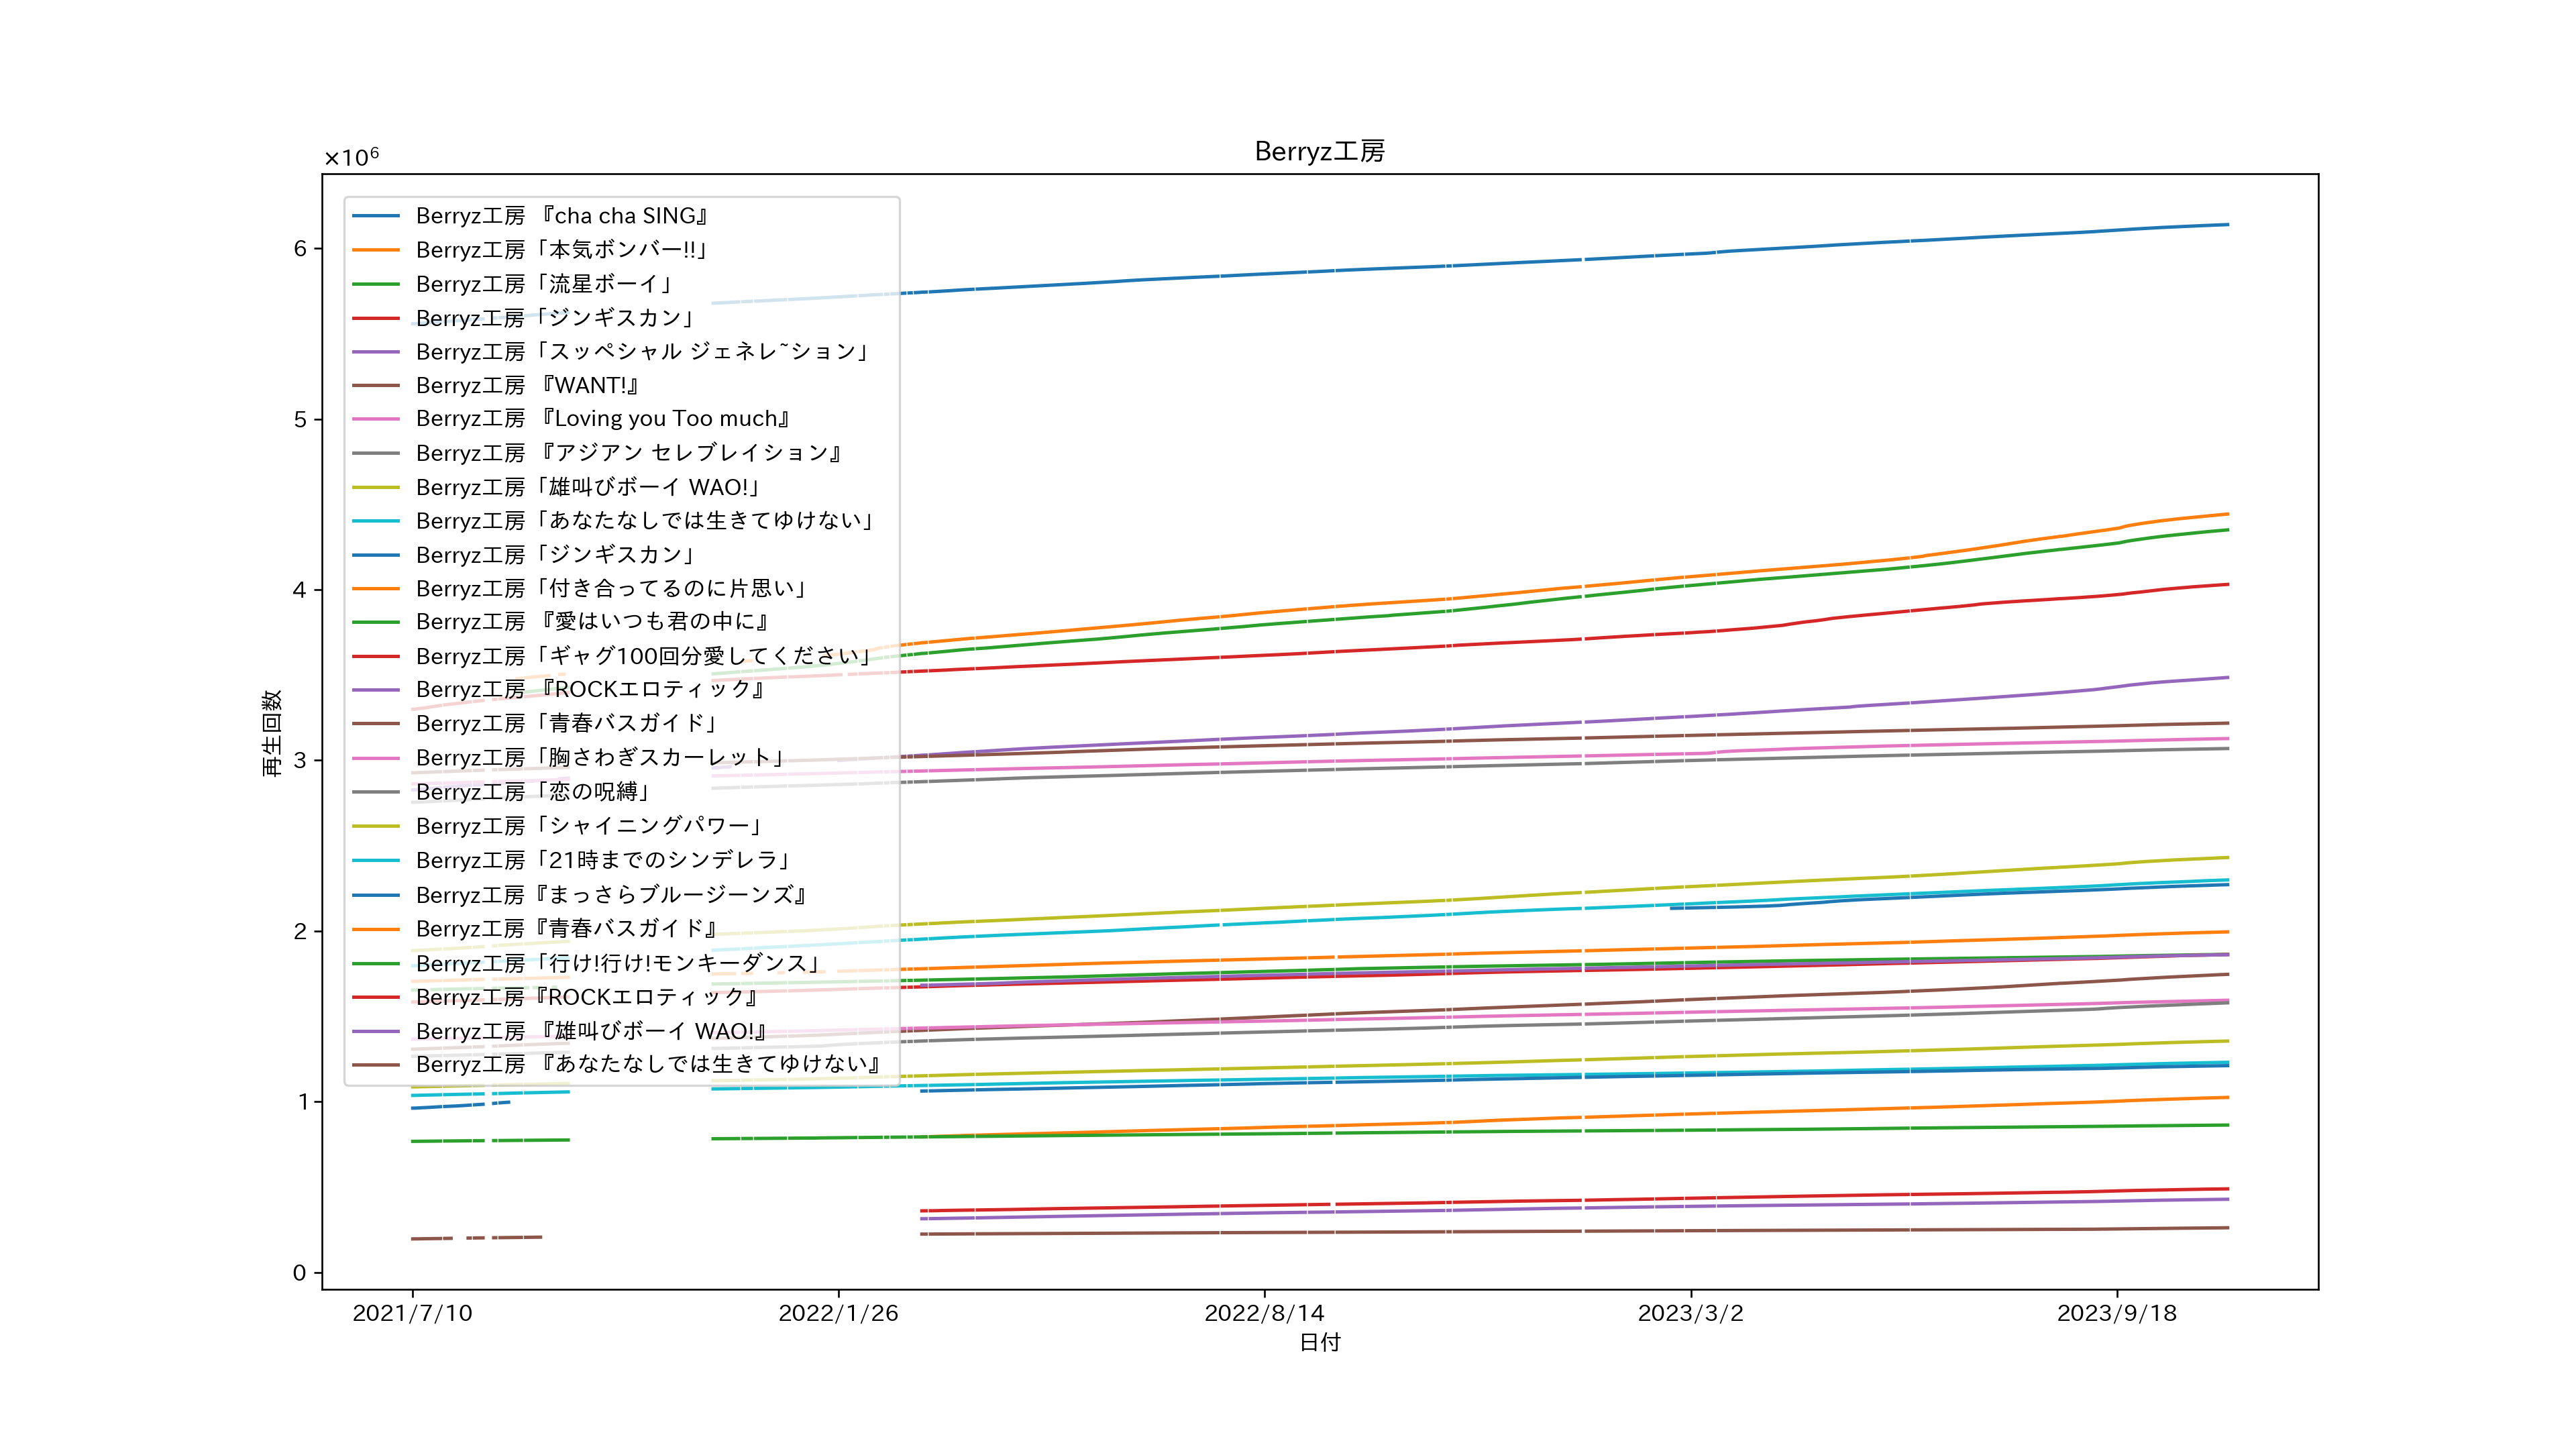 Berryz工房
×10⁶
Berryz工房 『cha cha SING』
Berryz工房「本気ボンバー!!」
Berryz工房「流星ボーイ」
Berryz工房「ジンギスカン」
Berryz工房「スッペシャル ジェネレ~ション」
Berryz工房 『WANT!』
Berryz工房 『Loving you Too much』
Berryz工房 『アジアン セレブレイション』
Berryz工房「雄叫びボーイ WAO!」
Berryz工房「あなたなしでは生きてゆけない」
Berryz工房「ジンギスカン」
Berryz工房「付き合ってるのに片思い」
Berryz工房 『愛はいつも君の中に』
Berryz工房「ギャグ100回分愛してください」
Berryz工房 『ROCKエロティック』
Berryz工房「青春バスガイド」
Berryz工房「胸さわぎスカーレット」
Berryz工房「恋の呪縛」
Berryz工房「シャイニングパワー」
Berryz工房「21時までのシンデレラ」
Berryz工房『まっさらブルージーンズ』
Berryz工房『青春バスガイド』
Berryz工房「行け!行け!モンキーダンス」
Berryz工房『ROCKエロティック』
Berryz工房 『雄叫びボーイ WAO!』
Berryz工房 『あなたなしでは生きてゆけない』
6
5
4
3
2
1
0
再生回数
2021/7/10
2022/1/26
2022/8/14
2023/3/2
2023/9/18
日付